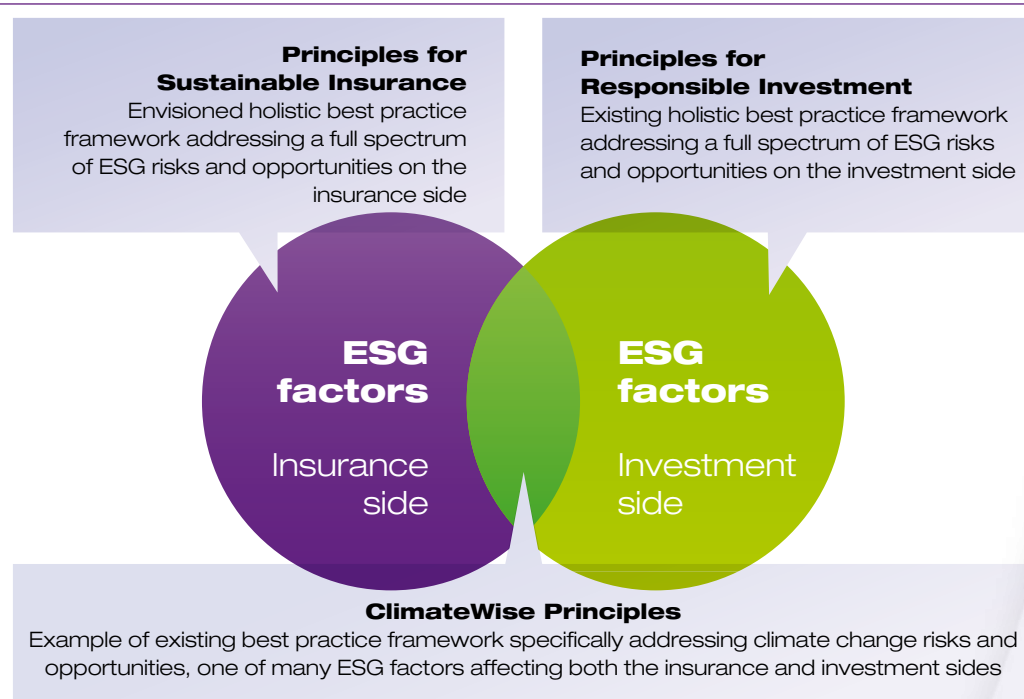 Principles for
Sustainable Insurance
Envisioned holistic best practice
framework addressing a full spectrum
of ESG risks and opportunities on the
insurance side
Principles for
Responsible Investment
Existing holistic best practice framework
addressing a full spectrum of ESG risks
and opportunities on the investment side
ESG
factors
Insurance
side
ESG
factors
Investment
side
ClimateWise Principles
Example of existing best practice framework specifically addressing climate change risks and
opportunities, one of many ESG factors affecting both the insurance and investment sides